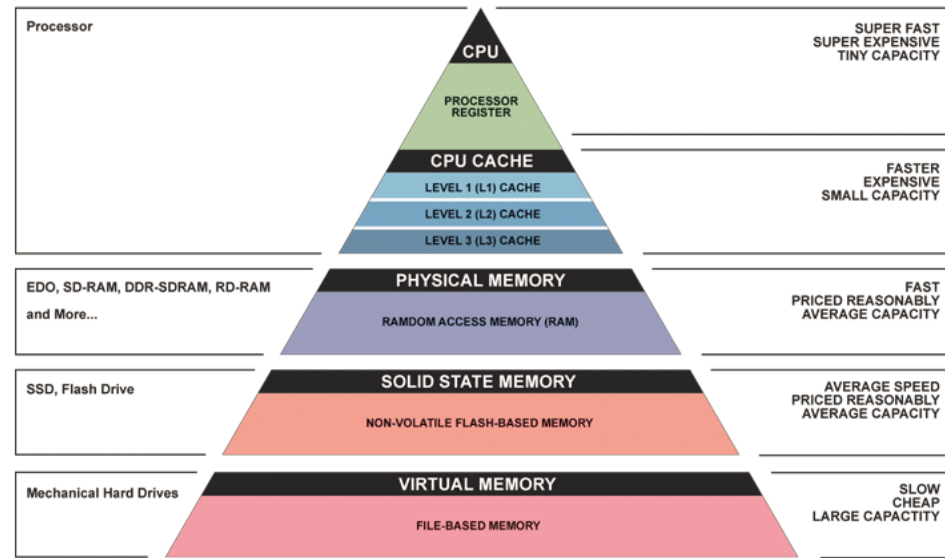 Processor
CPU
SUPER FAST
SUPER EXPENSIVE
TINY CAPACITY
PROCESSOR
REGISTER
CPU CACHE
LEVEL 1 (L1) CACHE
LEVEL 2 (L2) CACHE
LEVEL 3 (L3) CACHE
FASTER
EXPENSIVE
SMALL CAPACITY
EDO, SD-RAM, DDR-SDRAM, RD-RAM
and More...
PHYSICAL MEMORY
RAMDOM ACCESS MEMORY (RAM)
FAST
PRICED REASONABLY
AVERAGE CAPACITY
SSD, Flash Drive
SOLID STATE MEMORY
NON-VOLATILE FLASH-BASED MEMORY
AVERAGE SPEED
PRICED REASONABLY
AVERAGE CAPACITY
Mechanical Hard Drives
VIRTUAL MEMORY
FILE-BASED MEMORY
SLOW
CHEAP
LARGE CAPACTITY